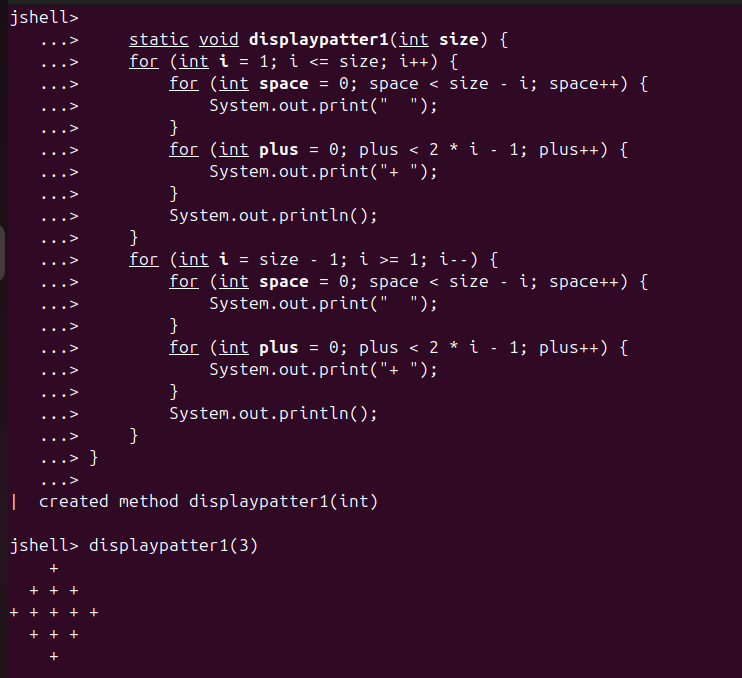 jshell>
   ...>     static void displaypatter1(int size) {
   ...>     for (int i = 1; i <= size; i++) {
   ...>         for (int space = 0; space < size - i; space++) {
   ...>             System.out.print("  ");
   ...>         }
   ...>         for (int plus = 0; plus < 2 * i - 1; plus++) {
   ...>             System.out.print("+ ");
   ...>         }
   ...>         System.out.println();
   ...>     }
   ...>     for (int i = size - 1; i >= 1; i--) {
   ...>         for (int space = 0; space < size - i; space++) {
   ...>             System.out.print("  ");
   ...>         }
   ...>         for (int plus = 0; plus < 2 * i - 1; plus++) {
   ...>             System.out.print("+ ");
   ...>         }
   ...>         System.out.println();
   ...>     }
   ...> }
   ...>
|  created method displaypatter1(int)

jshell> displaypatter1(3)
    +
  + + +
+ + + + +
  + + +
    +